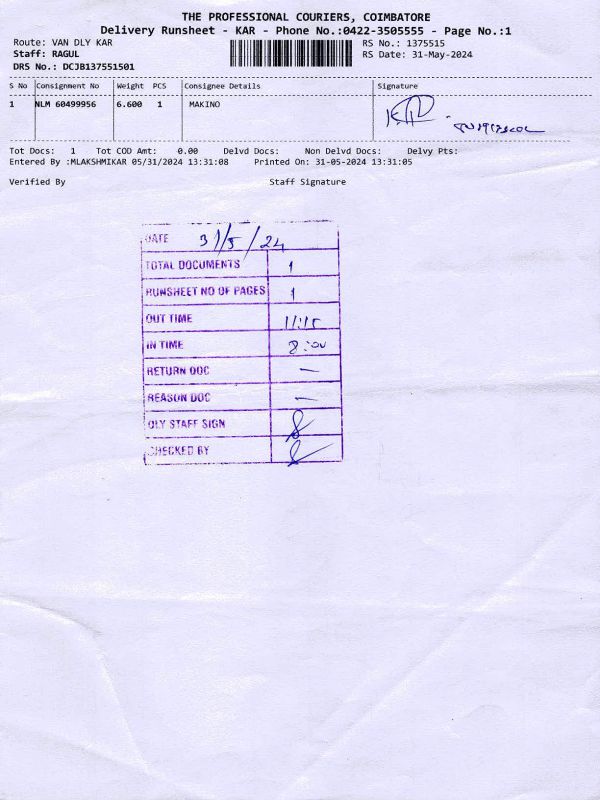 THE PROFESSIONAL COURIERS, COIMBATORE
Delivery Runsheet - KAR - Phone No.:0422-3505555 - Page No.:1
Route: VAN DLY KAR RS No.: 1375515
Staff: RAGUL RS Date: 31-May-2024
DRS No.: DCJB137551501
S No Consignment No Weight PCS Consignee Details Signature
1 NLM 60499956 6.600 1 MAKINO
Tot Docs: 1 Tot COD Amt: 0.00 Delvd Docs: Non Delvd Docs: Delvy Pts:
Entered By :MLAKSHMIKAR 05/31/2024 13:31:08 Printed On: 31-05-2024 13:31:05
Verified By Staff Signature
DATE 31/5/24
TOTAL DOCUMENTS 1
RUNSHEET NO OF PAGES 1
OUT TIME 11:15
IN TIME 8:00
RETURN DOC —
REASON DOC —
DLY STAFF SIGN
CHECKED BY